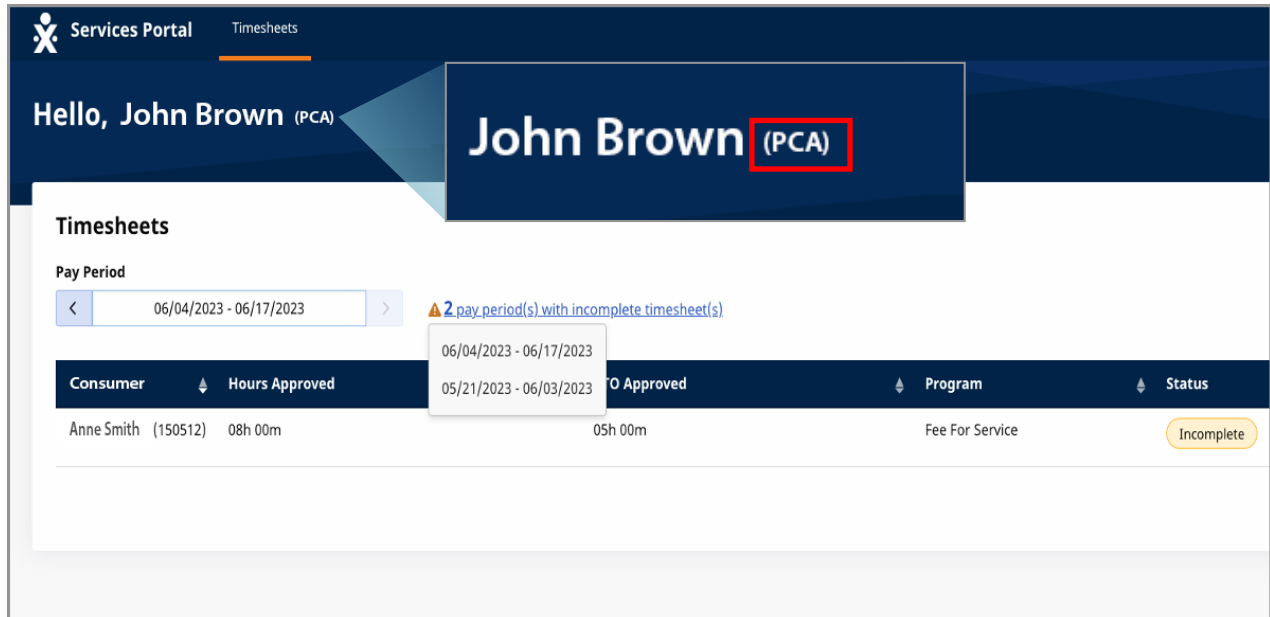 Services Portal Timesheets
Hello, John Brown (PCA)
John Brown (PCA)
Timesheets
Pay Period
06/04/2023 - 06/17/2023
2 pay period(s) with incomplete timesheet(s)
06/04/2023 - 06/17/2023
05/21/2023 - 06/03/2023
Consumer Hours Approved TO Approved Program Status
Anne Smith (150512) 08h 00m 05h 00m Fee For Service Incomplete